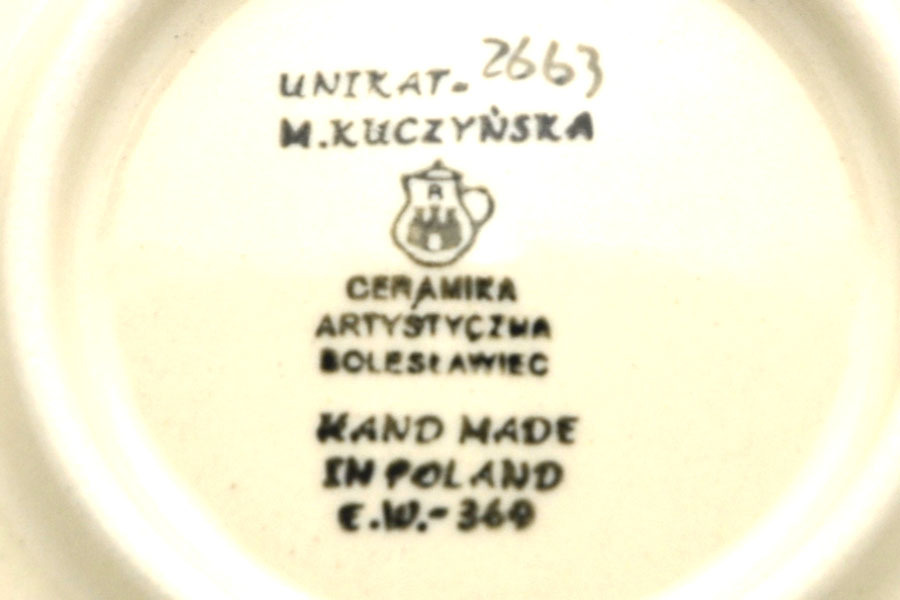 UNIKAT. 2663
M.KUCZYŃSKA
R
CERAMIKA
ARTYSTYCZNA
BOLESŁAWIEC
HAND MADE
IN POLAND
E.W.-369